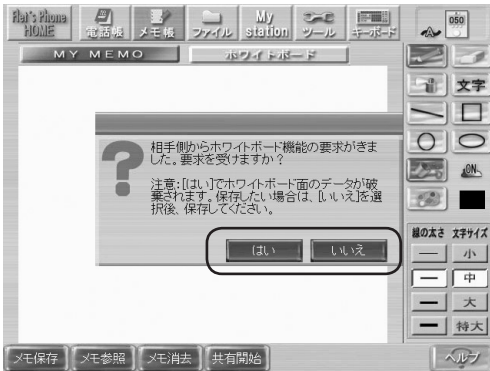 Flet's Phone
HOME
電話帳
メモ帳
ファイル
My
station
ツール
キーボード
050
MY MEMO
ホワイトボード
文字
相手側からホワイトボード機能の要求がきま
した。要求を受けますか？
注意:[はい]でホワイトボード面のデータが破
棄されます。保存したい場合は、[いいえ]を選
択後、保存してください。
はい
いいえ
ON
線の太さ
文字サイズ
小
中
大
特大
メモ保存
メモ参照
メモ消去
共有開始
ヘルプ